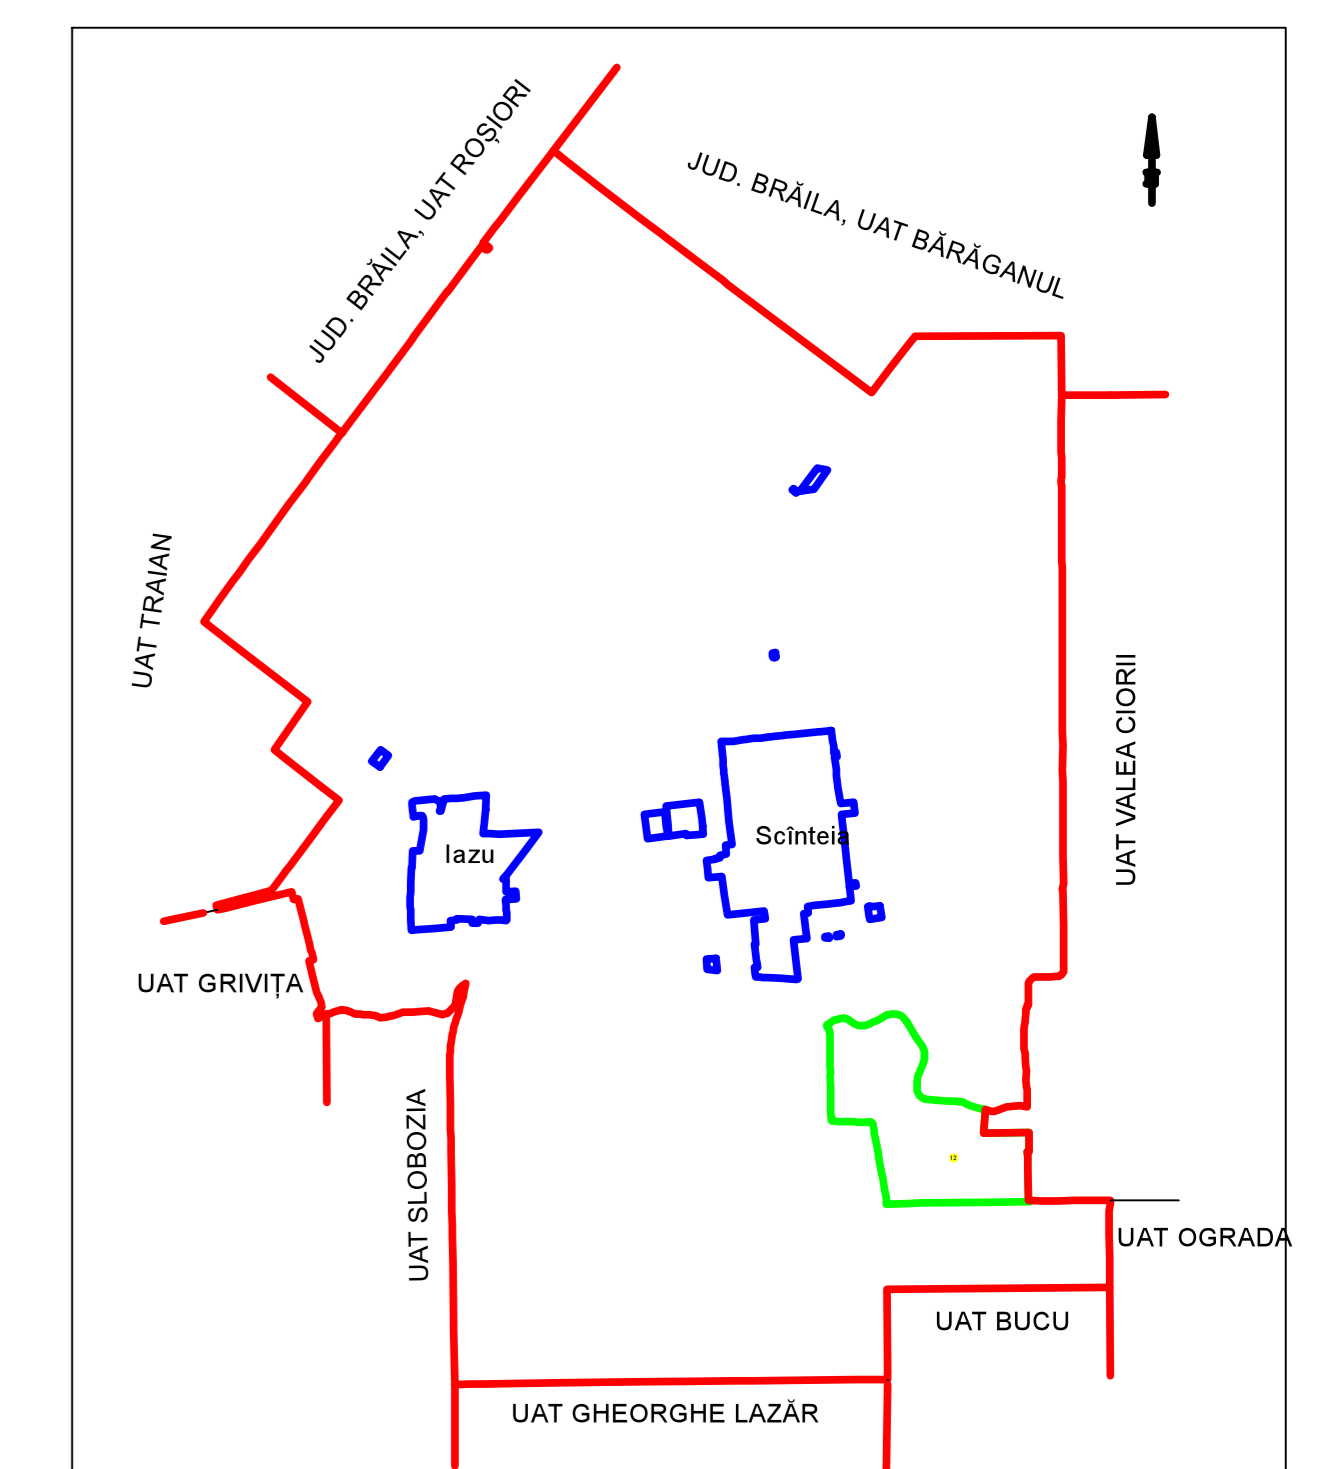 JUD. BRĂILA, UAT ROȘIORI
JUD. BRĂILA, UAT BĂRĂGANUL
UAT TRAIAN
UAT VALEA CIORII
Scînteia
Iazu
UAT GRIVIȚA
UAT SLOBOZIA
12
UAT OGRADA
UAT BUCU
UAT GHEORGHE LAZĂR